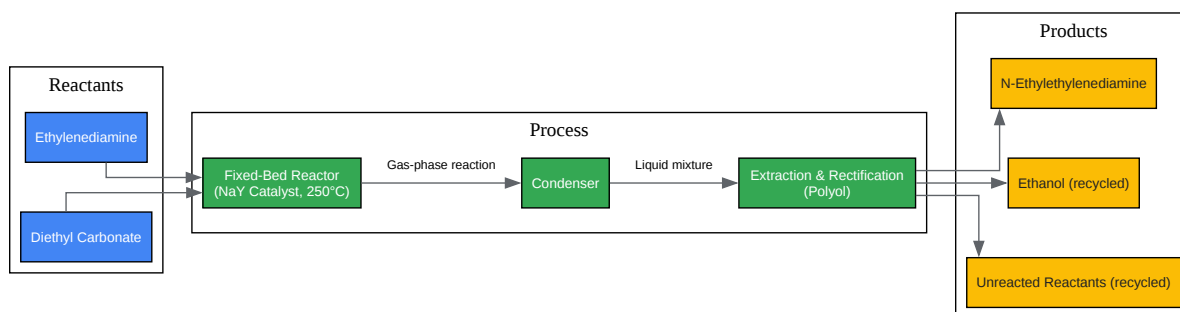 Reactants
Ethylenediamine
Diethyl Carbonate
Process
Fixed-Bed Reactor
(NaY Catalyst, 250°C)
Gas-phase reaction
Condenser
Liquid mixture
Extraction & Rectification
(Polyol)
Products
N-Ethylethylenediamine
Ethanol (recycled)
Unreacted Reactants (recycled)